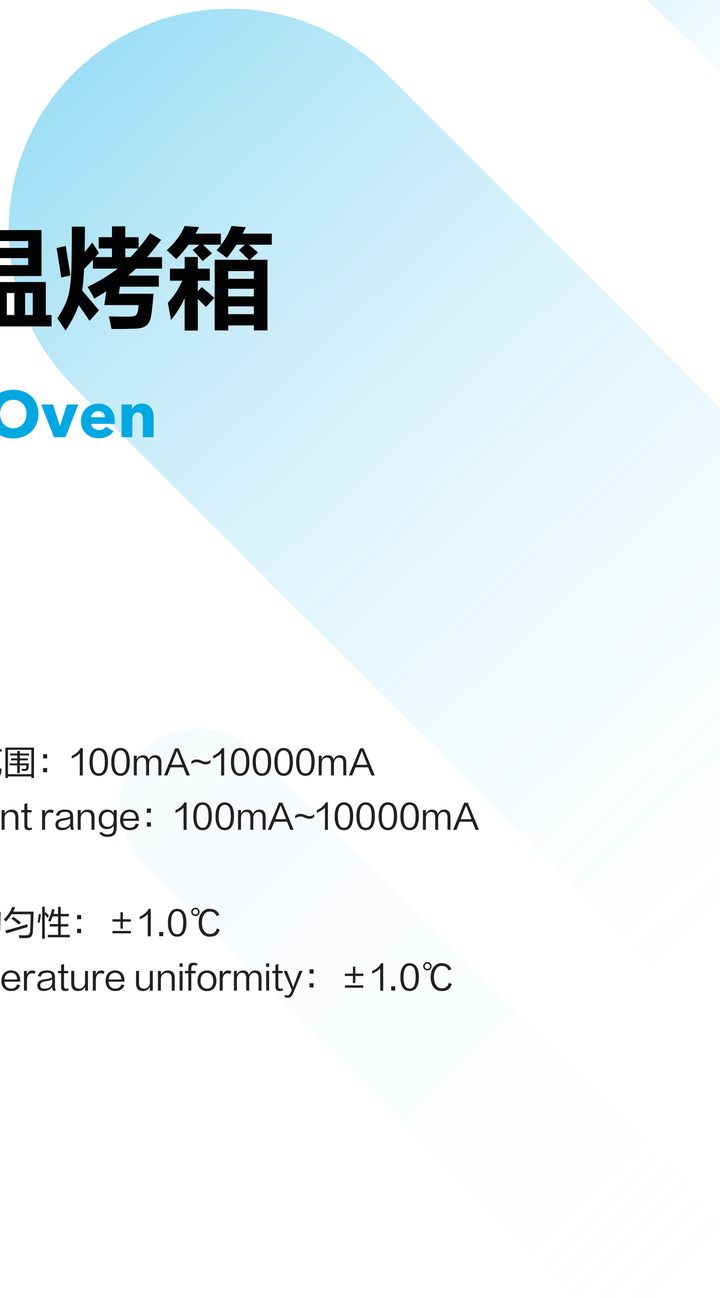 温烤箱
Oven
围：100mA~10000mA
nt range：100mA~10000mA
匀性：±1.0℃
erature uniformity：±1.0℃